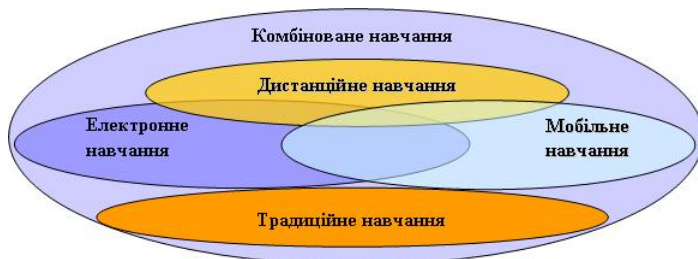 Комбіноване навчання
Дистанційне навчання
Електронне
навчання
Мобільне
навчання
Традиційне навчання